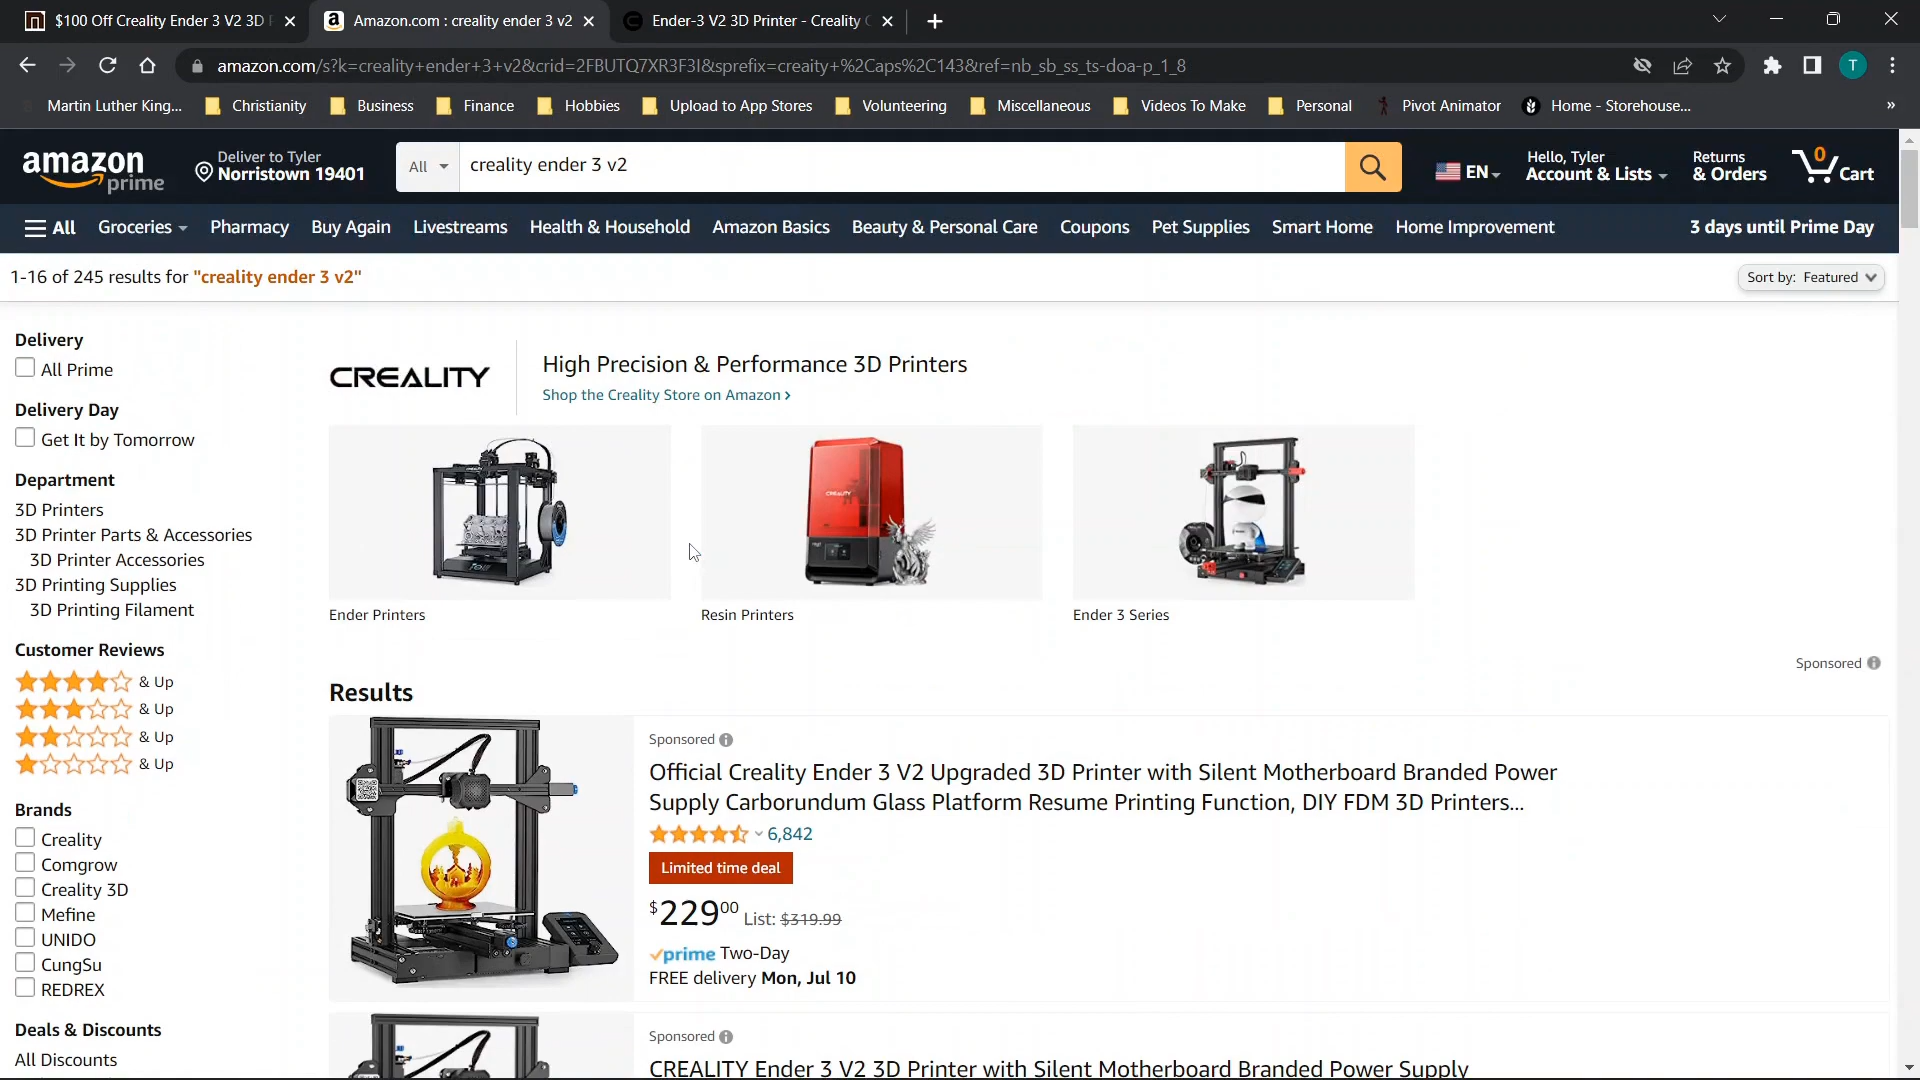 $100 Off Creality Ender 3 V2 3D
Amazon.com : creality ender 3 v2
Ender-3 V2 3D Printer - Creality
amazon.com/s?k=creality+ender+3+v2&crid=2FBUTQ7XR3F3I&sprefix=creaity+%2Caps%2C143&ref=nb_sb_ss_ts-doa-p_1_8
T
Martin Luther King...
Christianity
Business
Finance
Hobbies
Upload to App Stores
Volunteering
Miscellaneous
Videos To Make
Personal
Pivot Animator
Home - Storehouse...
»
amazon prime
Deliver to Tyler
Norristown 19401
All
creality ender 3 v2
EN
Hello, Tyler
Account & Lists
Returns
& Orders
0
Cart
All
Groceries
Pharmacy
Buy Again
Livestreams
Health & Household
Amazon Basics
Beauty & Personal Care
Coupons
Pet Supplies
Smart Home
Home Improvement
3 days until Prime Day
1-16 of 245 results for "creality ender 3 v2"
Sort by: Featured
Delivery
All Prime
Delivery Day
Get It by Tomorrow
Department
3D Printers
3D Printer Parts & Accessories
3D Printer Accessories
3D Printing Supplies
3D Printing Filament
Customer Reviews
& Up
& Up
& Up
& Up
Brands
Creality
Comgrow
Creality 3D
Mefine
UNIDO
CungSu
REDREX
Deals & Discounts
All Discounts
CREALITY
High Precision & Performance 3D Printers
Shop the Creality Store on Amazon ›
Ender Printers
Resin Printers
Ender 3 Series
Sponsored
Results
Sponsored
Official Creality Ender 3 V2 Upgraded 3D Printer with Silent Motherboard Branded Power
Supply Carborundum Glass Platform Resume Printing Function, DIY FDM 3D Printers...
6,842
Limited time deal
$22900 List: $319.99
prime Two-Day
FREE delivery Mon, Jul 10
Sponsored
CREALITY Ender 3 V2 3D Printer with Silent Motherboard Branded Power Supply